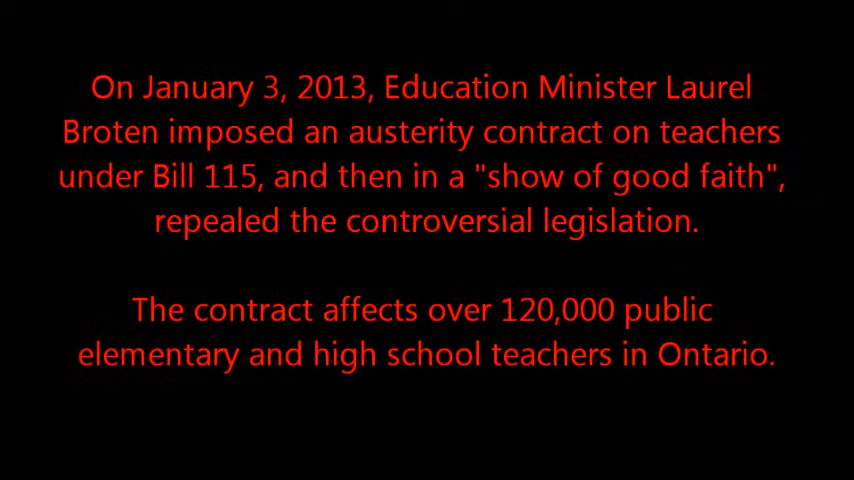 On January 3, 2013, Education Minister Laurel
Broten imposed an austerity contract on teachers
under Bill 115, and then in a "show of good faith",
repealed the controversial legislation.
The contract affects over 120,000 public
elementary and high school teachers in Ontario.